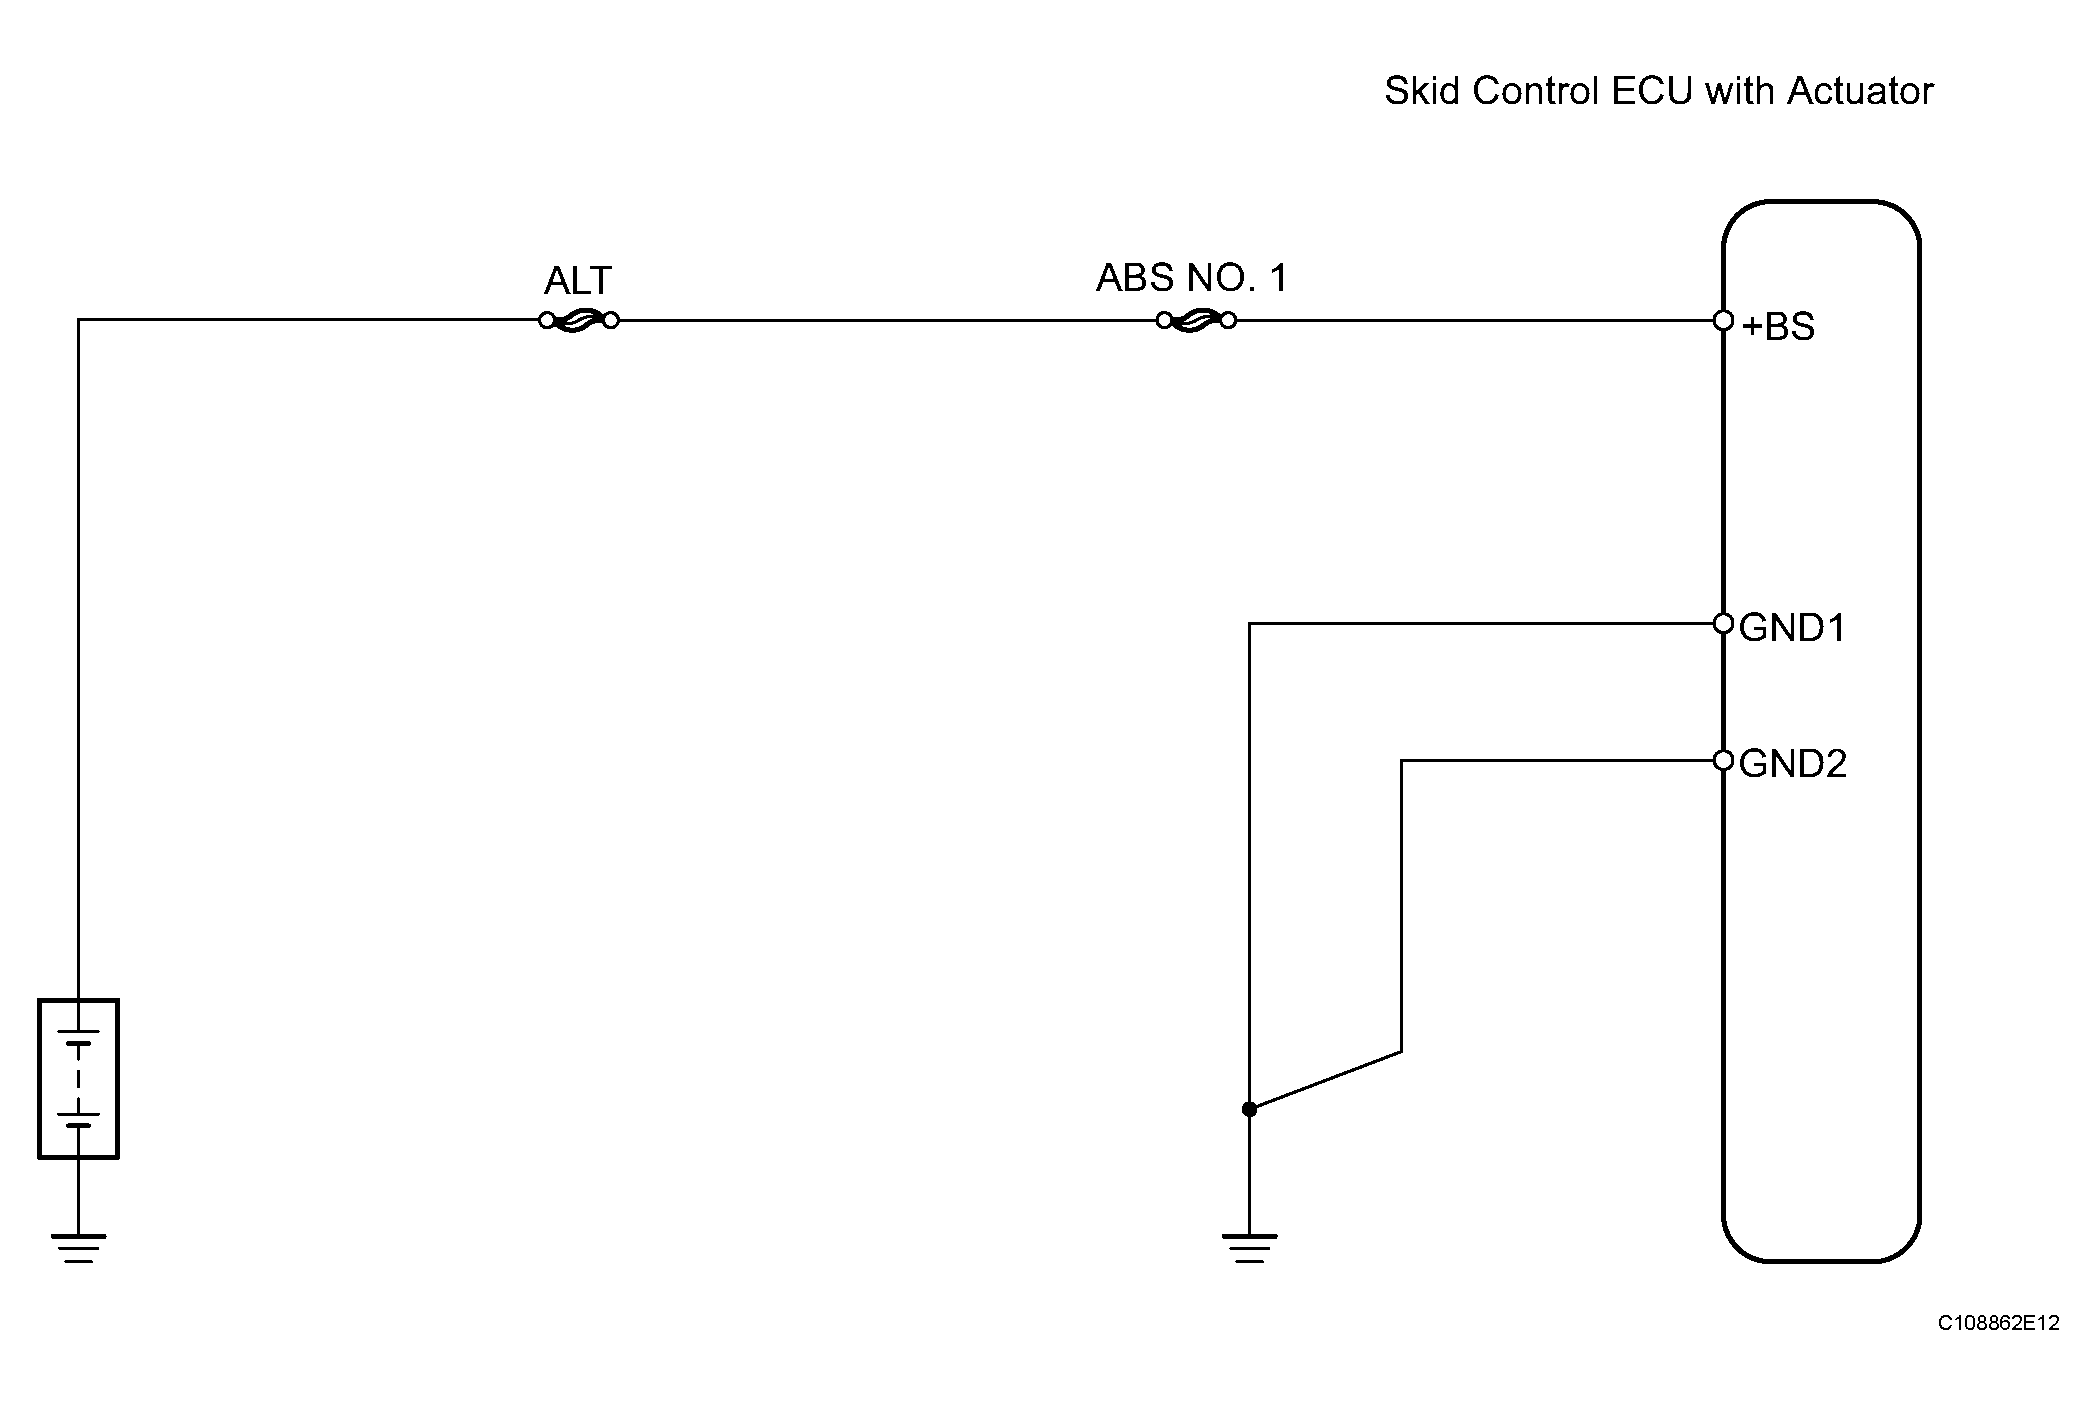 Skid Control ECU with Actuator
ALT
ABS NO. 1
+BS
GND1
GND2
C108862E12